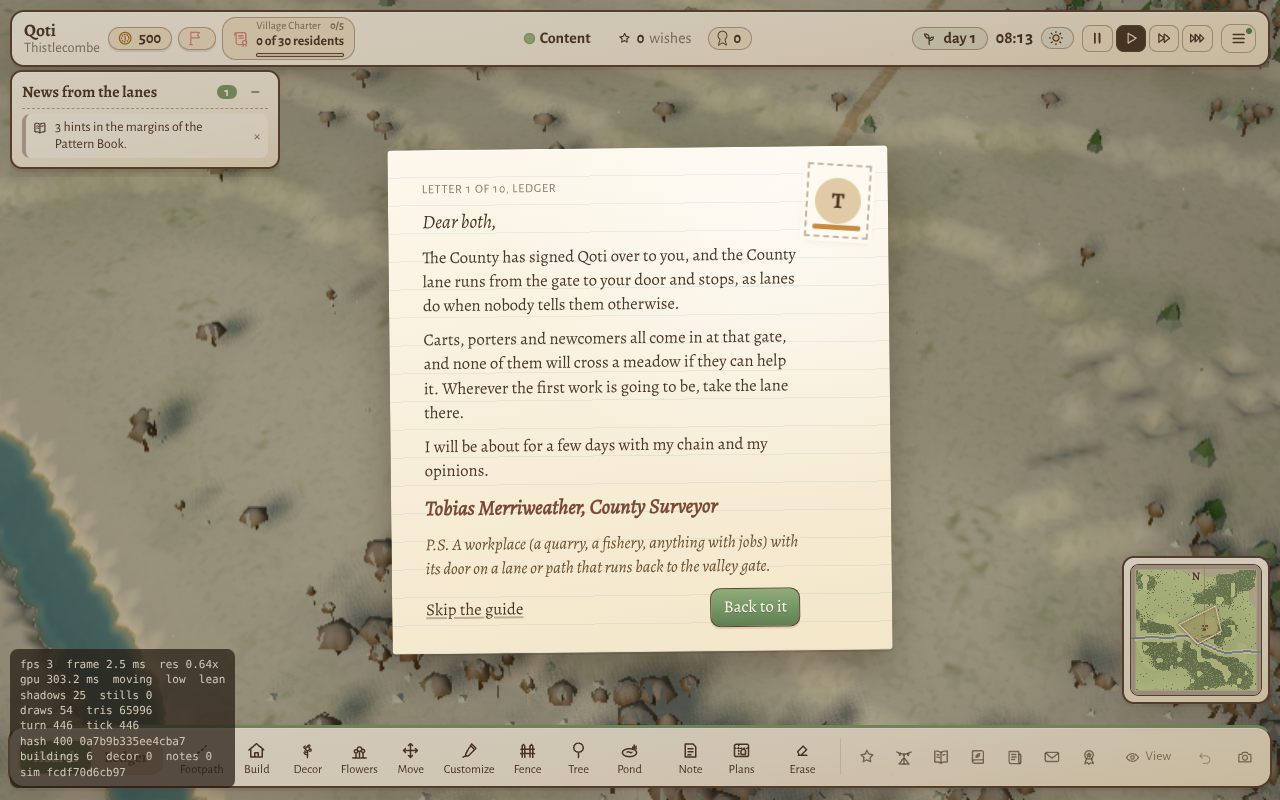 Qoti
Thistlecombe
500
Village Charter 0/5
0 of 30 residents
Content
0 wishes
0
day 1
08:13
News from the lanes
1
3 hints in the margins of the
Pattern Book.
LETTER 1 OF 10, LEDGER
T
Dear both,
The County has signed Qoti over to you, and the County
lane runs from the gate to your door and stops, as lanes
do when nobody tells them otherwise.
Carts, porters and newcomers all come in at that gate,
and none of them will cross a meadow if they can help
it. Wherever the first work is going to be, take the lane
there.
I will be about for a few days with my chain and my
opinions.
Tobias Merriweather, County Surveyor
P.S. A workplace (a quarry, a fishery, anything with jobs) with
its door on a lane or path that runs back to the valley gate.
Skip the guide
Back to it
N
fps 3 frame 2.5 ms res 0.64x
gpu 303.2 ms moving low lean
shadows 25 stills 0
draws 54 tris 65996
turn 446 tick 446
hash 400 0a7b9b335ee4cba7
buildings 6 decor 0 notes 0
sim fcdf70d6cb97
Footpath
Build
Decor
Flowers
Move
Customize
Fence
Tree
Pond
Note
Plans
Erase
View